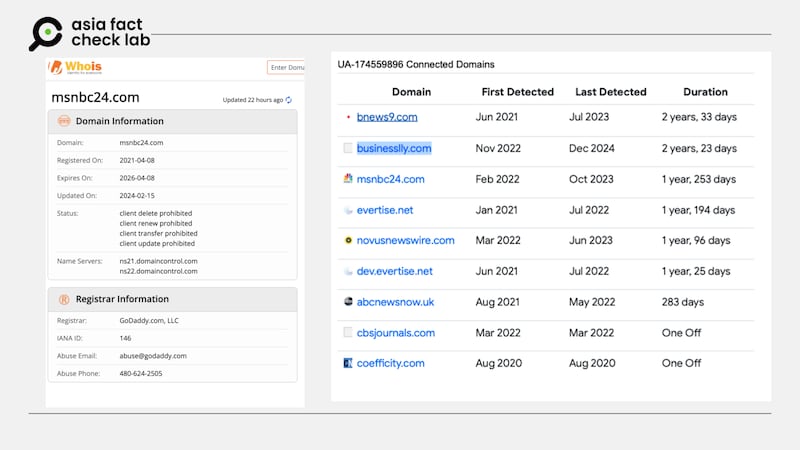 asia fact
check lab
Whois
Enter Doma
msnbc24.com
Updated 22 hours ago
Domain Information
Domain: msnbc24.com
Registered On: 2021-04-08
Expires On: 2026-04-08
Updated On: 2024-02-15
Status: client delete prohibited
client renew prohibited
client transfer prohibited
client update prohibited
Name Servers: ns21.domaincontrol.com
ns22.domaincontrol.com
Registrar Information
Registrar: GoDaddy.com, LLC
IANA ID: 146
Abuse Email: abuse@godaddy.com
Abuse Phone: 480-624-2505
UA-174559896 Connected Domains
Domain First Detected Last Detected Duration
bnews9.com Jun 2021 Jul 2023 2 years, 33 days
businesslly.com Nov 2022 Dec 2024 2 years, 23 days
msnbc24.com Feb 2022 Oct 2023 1 year, 253 days
evertise.net Jan 2021 Jul 2022 1 year, 194 days
novusnewswire.com Mar 2022 Jun 2023 1 year, 96 days
dev.evertise.net Jun 2021 Jul 2022 1 year, 25 days
abcnewsnow.uk Aug 2021 May 2022 283 days
cbsjournals.com Mar 2022 Mar 2022 One Off
coefficity.com Aug 2020 Aug 2020 One Off